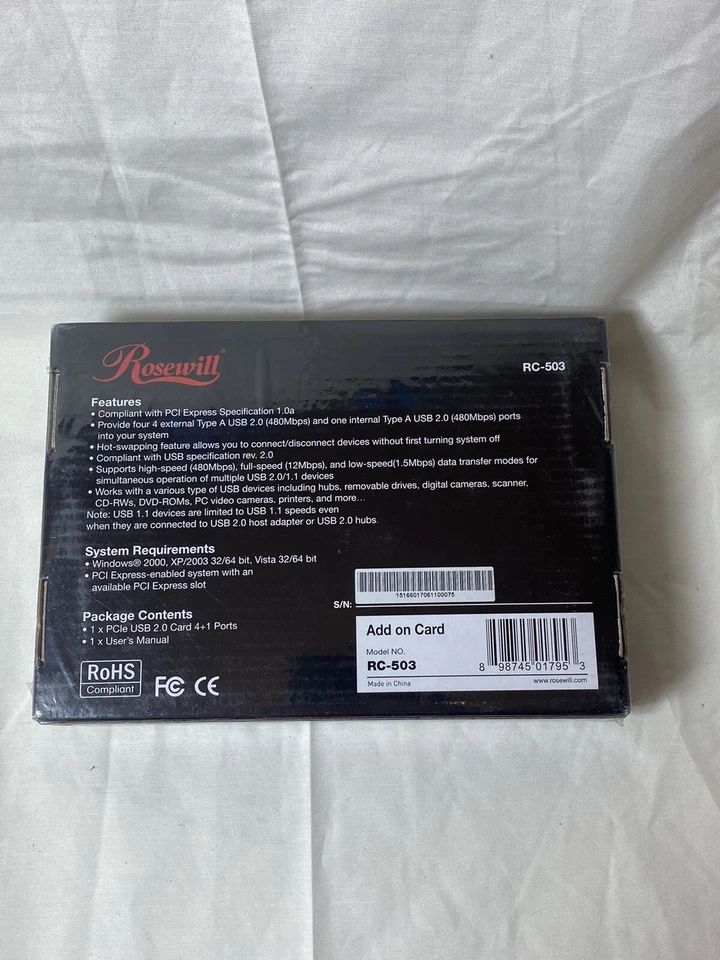 Rosewill®
RC-503
Features
• Compliant with PCI Express Specification 1.0a
• Provide four 4 external Type A USB 2.0 (480Mbps) and one internal Type A USB 2.0 (480Mbps) ports
into your system
• Hot-swapping feature allows you to connect/disconnect devices without first turning system off
• Compliant with USB specification rev. 2.0
• Supports high-speed (480Mbps), full-speed (12Mbps), and low-speed(1.5Mbps) data transfer modes for
simultaneous operation of multiple USB 2.0/1.1 devices
• Works with a various type of USB devices including hubs, removable drives, digital cameras, scanner,
CD-RWs, DVD-ROMs, PC video cameras, printers, and more...
Note: USB 1.1 devices are limited to USB 1.1 speeds even
when they are connected to USB 2.0 host adapter or USB 2.0 hubs.
System Requirements
• Windows® 2000, XP/2003 32/64 bit, Vista 32/64 bit
• PCI Express-enabled system with an
available PCI Express slot
Package Contents
• 1 x PCIe USB 2.0 Card 4+1 Ports
• 1 x User's Manual
RoHS
Compliant
FC CE
S/N:
15166017061100075
Add on Card
Model NO.
RC-503
Made in China
8 98745 01795 3
www.rosewill.com